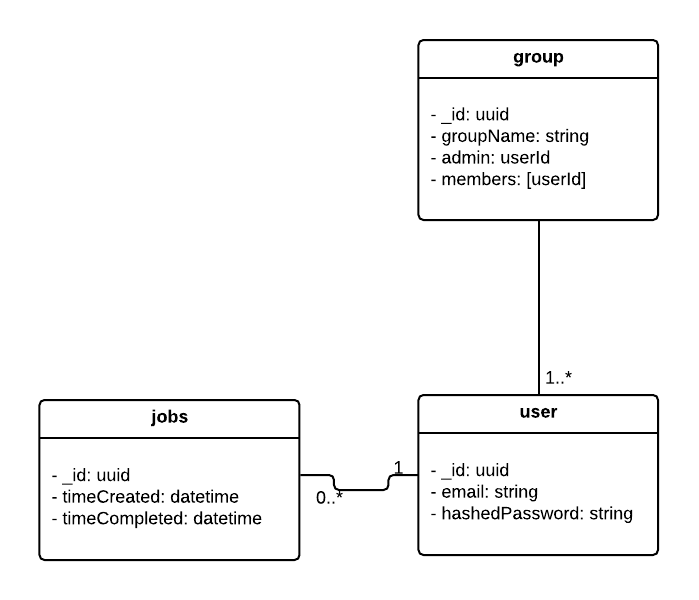 group
- _id: uuid
- groupName: string
- admin: userId
- members: [userId]
1..*
jobs
- _id: uuid
- timeCreated: datetime
- timeCompleted: datetime
0..*
1
user
- _id: uuid
- email: string
- hashedPassword: string